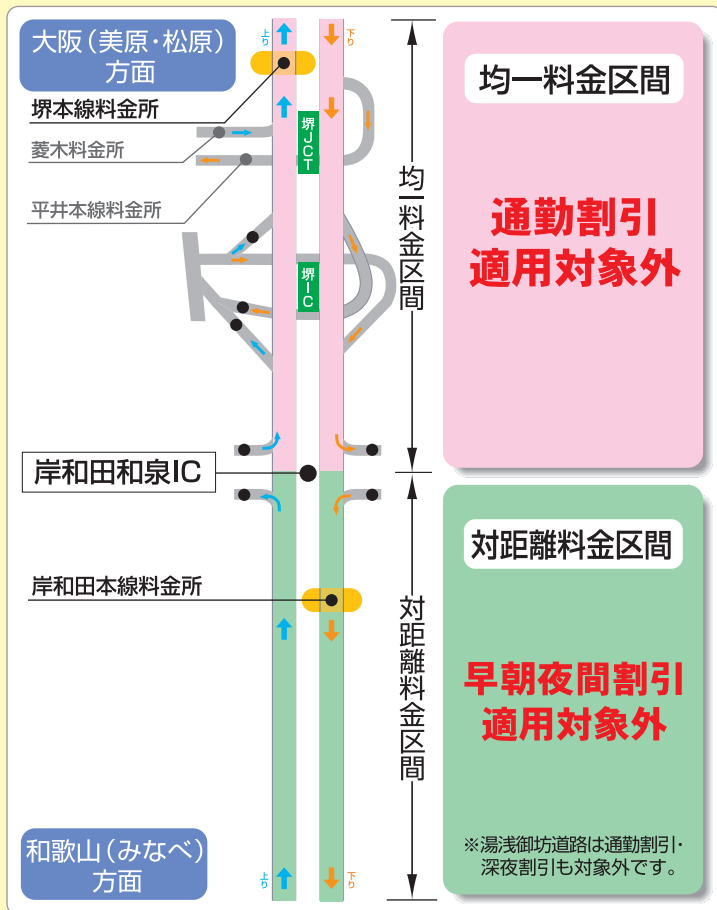 大阪（美原・松原）
方面
上り
下り
堺本線料金所
菱木料金所
平井本線料金所
堺JCT
堺IC
均一料金区間
均一料金区間
通勤割引
適用対象外
岸和田和泉IC
岸和田本線料金所
対距離料金区間
対距離料金区間
早朝夜間割引
適用対象外
※湯浅御坊道路は通勤割引・
深夜割引も対象外です。
和歌山（みなべ）
方面
上り
下り